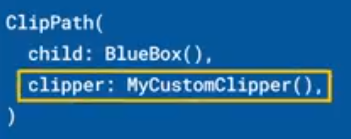 ClipPath(
  child: BlueBox(),
  clipper: MyCustomClipper(),
)